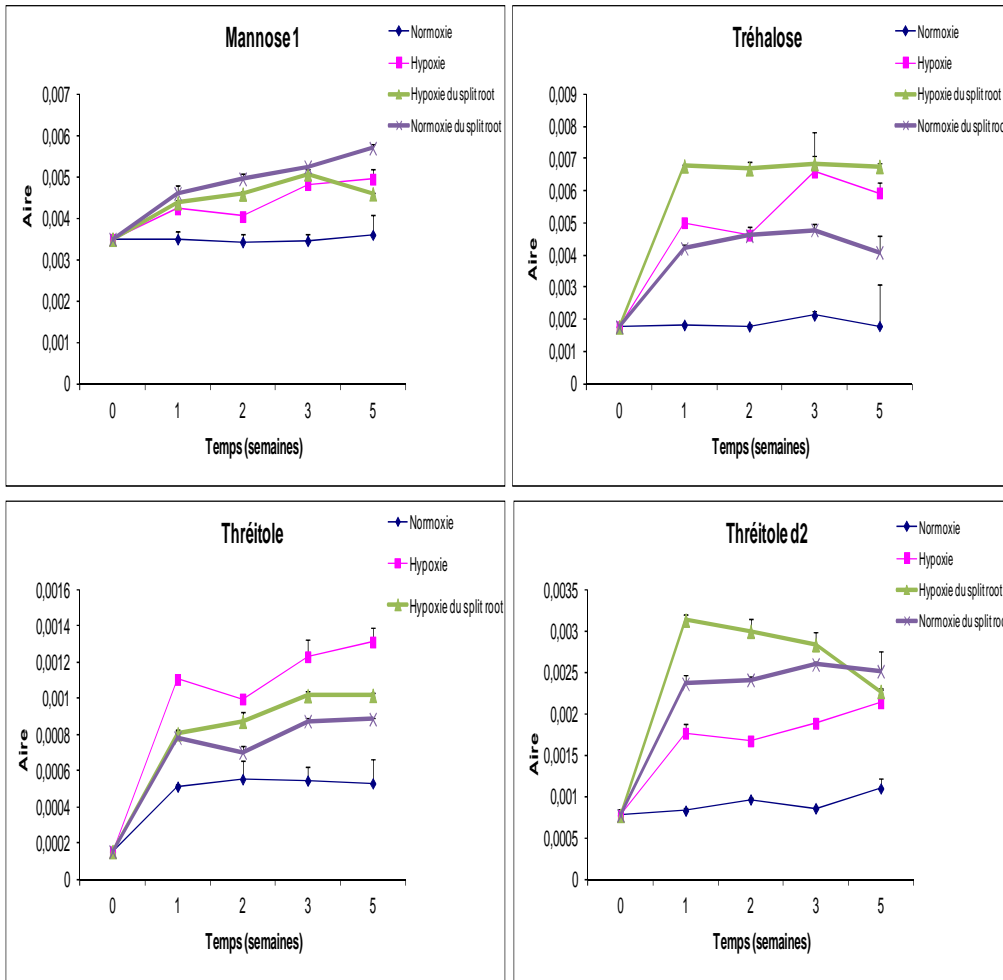 Mannose 1
Normoxie
Hypoxie
Hypoxie du split root
Normoxie du split root
0,007
0,006
0,005
0,004
0,003
0,002
0,001
0
Aire
0 1 2 3 5
Temps (semaines)
Tréhalose
Normoxie
Hypoxie
Hypoxie du split root
Normoxie du split root
0,009
0,008
0,007
0,006
0,005
0,004
0,003
0,002
0,001
0
Aire
0 1 2 3 5
Temps (semaines)
Thréitole
Normoxie
Hypoxie
Hypoxie du split root
0,0016
0,0014
0,0012
0,001
0,0008
0,0006
0,0004
0,0002
0
Aire
0 1 2 3 5
Temps (semaines)
Thréitole d2
Normoxie
Hypoxie
Hypoxie du split root
Normoxie du split root
0,0035
0,003
0,0025
0,002
0,0015
0,001
0,0005
0
Aire
0 1 2 3 5
Temps (semaines)